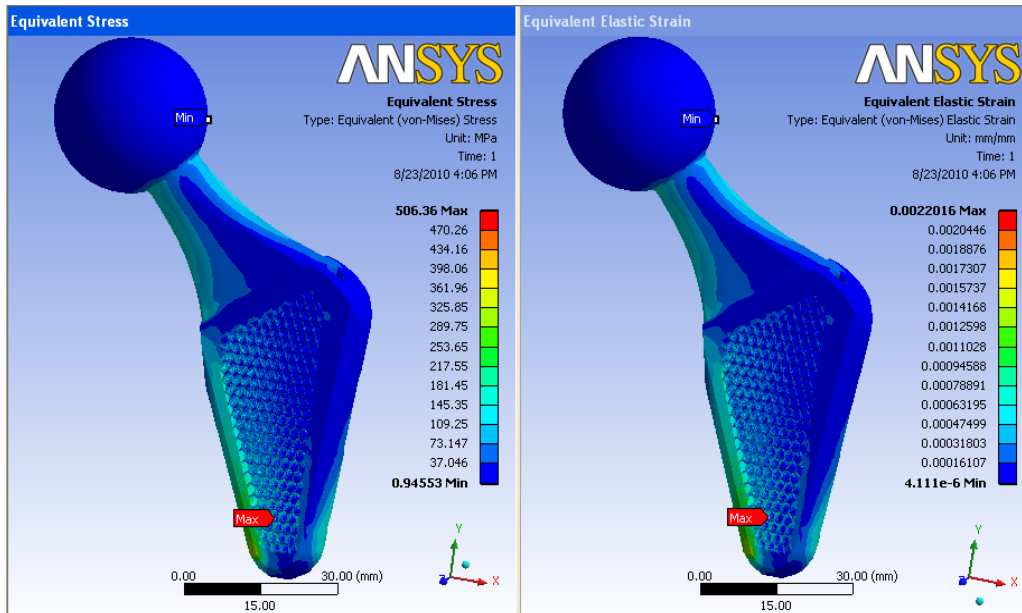 Equivalent Stress
ANSYS
Equivalent Stress
Type: Equivalent (von-Mises) Stress
Unit: MPa
Time: 1
8/23/2010 4:06 PM
Min
506.36 Max
470.26
434.16
398.06
361.96
325.85
289.75
253.65
217.55
181.45
145.35
109.25
73.147
37.046
0.94553 Min
Max
0.00
30.00 (mm)
15.00
Y
X
Z
Equivalent Elastic Strain
ANSYS
Equivalent Elastic Strain
Type: Equivalent (von-Mises) Elastic Strain
Unit: mm/mm
Time: 1
8/23/2010 4:06 PM
Min
0.0022016 Max
0.0020446
0.0018876
0.0017307
0.0015737
0.0014168
0.0012598
0.0011028
0.00094588
0.00078891
0.00063195
0.00047499
0.00031803
0.00016107
4.111e-6 Min
Max
0.00
30.00 (mm)
15.00
Y
X
Z